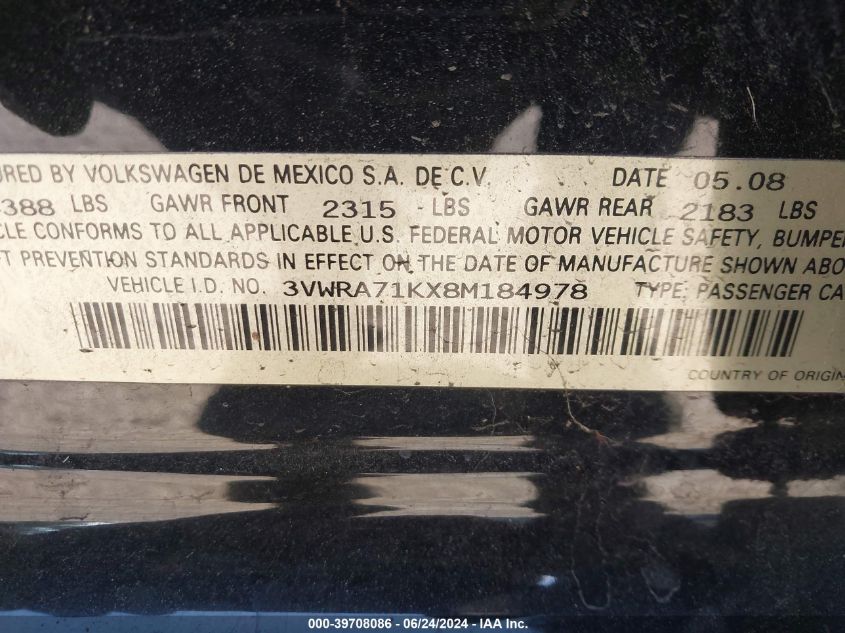 URED BY VOLKSWAGEN DE MEXICO S.A. DE C.V. DATE 05.08
388 LBS GAWR FRONT 2315 LBS GAWR REAR 2183 LBS
CLE CONFORMS TO ALL APPLICABLE U.S. FEDERAL MOTOR VEHICLE SAFETY, BUMPER
FT PREVENTION STANDARDS IN EFFECT ON THE DATE OF MANUFACTURE SHOWN ABO
VEHICLE I.D. NO. 3VWRA71KX8M184978 TYPE: PASSENGER CA
COUNTRY OF ORIGIN
000-39708086 - 06/24/2024 - IAA Inc.